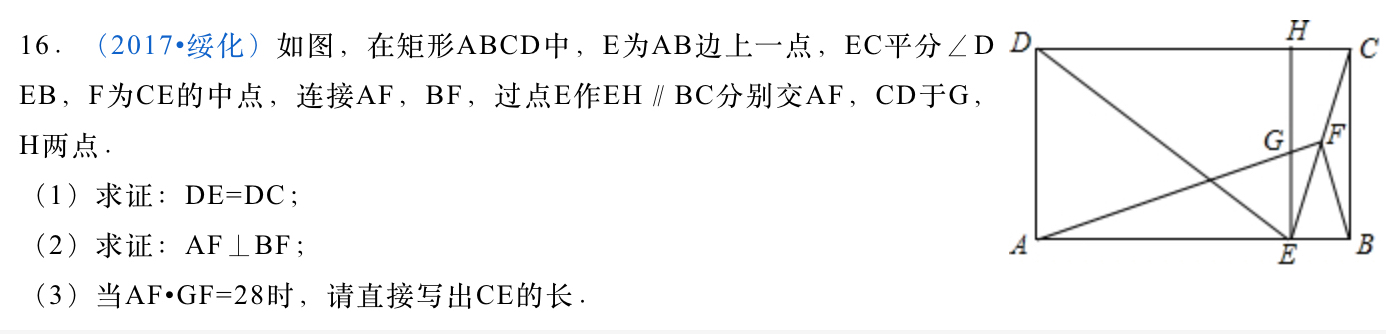 16. （2017•绥化）如图，在矩形ABCD中，E为AB边上一点，EC平分∠D
EB，F为CE的中点，连接AF，BF，过点E作EH∥BC分别交AF，CD于G，
H两点．
（1）求证：DE=DC；
（2）求证：AF⊥BF；
（3）当AF•GF=28时，请直接写出CE的长．
H
D
C
G
F
A
E
B